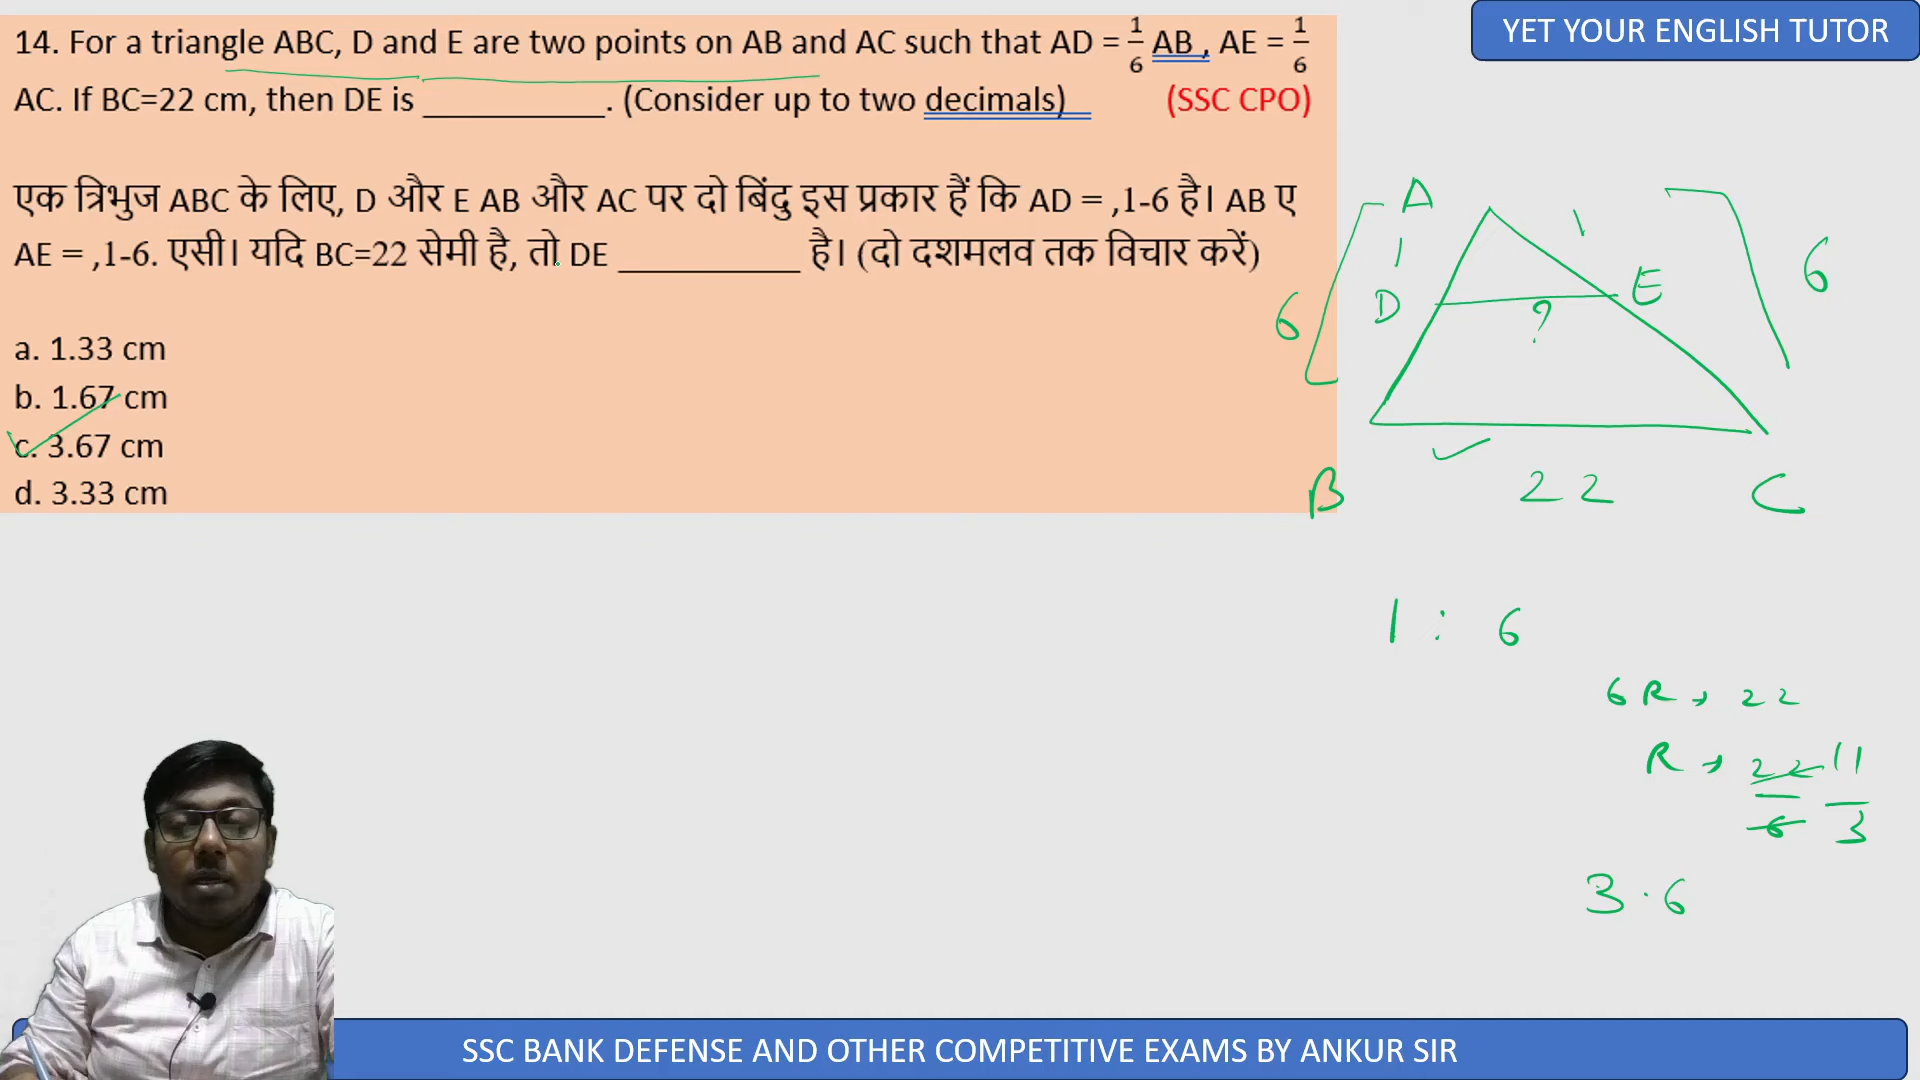 YET YOUR ENGLISH TUTOR
14. For a triangle ABC, D and E are two points on AB and AC such that AD = 1/6 AB , AE = 1/6
AC. If BC=22 cm, then DE is ___________. (Consider up to two decimals) (SSC CPO)
एक त्रिभुज ABC के लिए, D और E AB और AC पर दो बिंदु इस प्रकार हैं कि AD = ,1-6 है। AB ए
AE = ,1-6. एसी। यदि BC=22 सेमी है, तो DE ___________ है। (दो दशमलव तक विचार करें)
a. 1.33 cm
b. 1.67 cm
c. 3.67 cm
d. 3.33 cm
A
1
1
6
D
E
6
?
B
22
C
1 : 6
6R → 22
R → 22/6 11/3
3.6
SSC BANK DEFENSE AND OTHER COMPETITIVE EXAMS BY ANKUR SIR